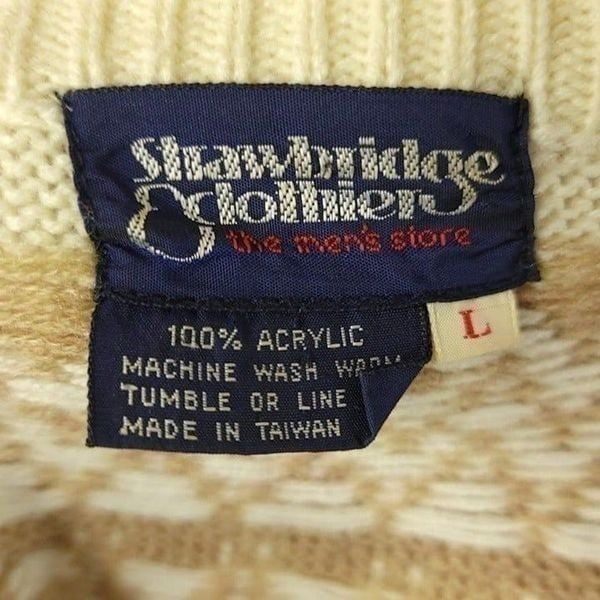 Strawbridge
& Clothier
the men's store
L
100% ACRYLIC
MACHINE WASH WARM
TUMBLE OR LINE
MADE IN TAIWAN